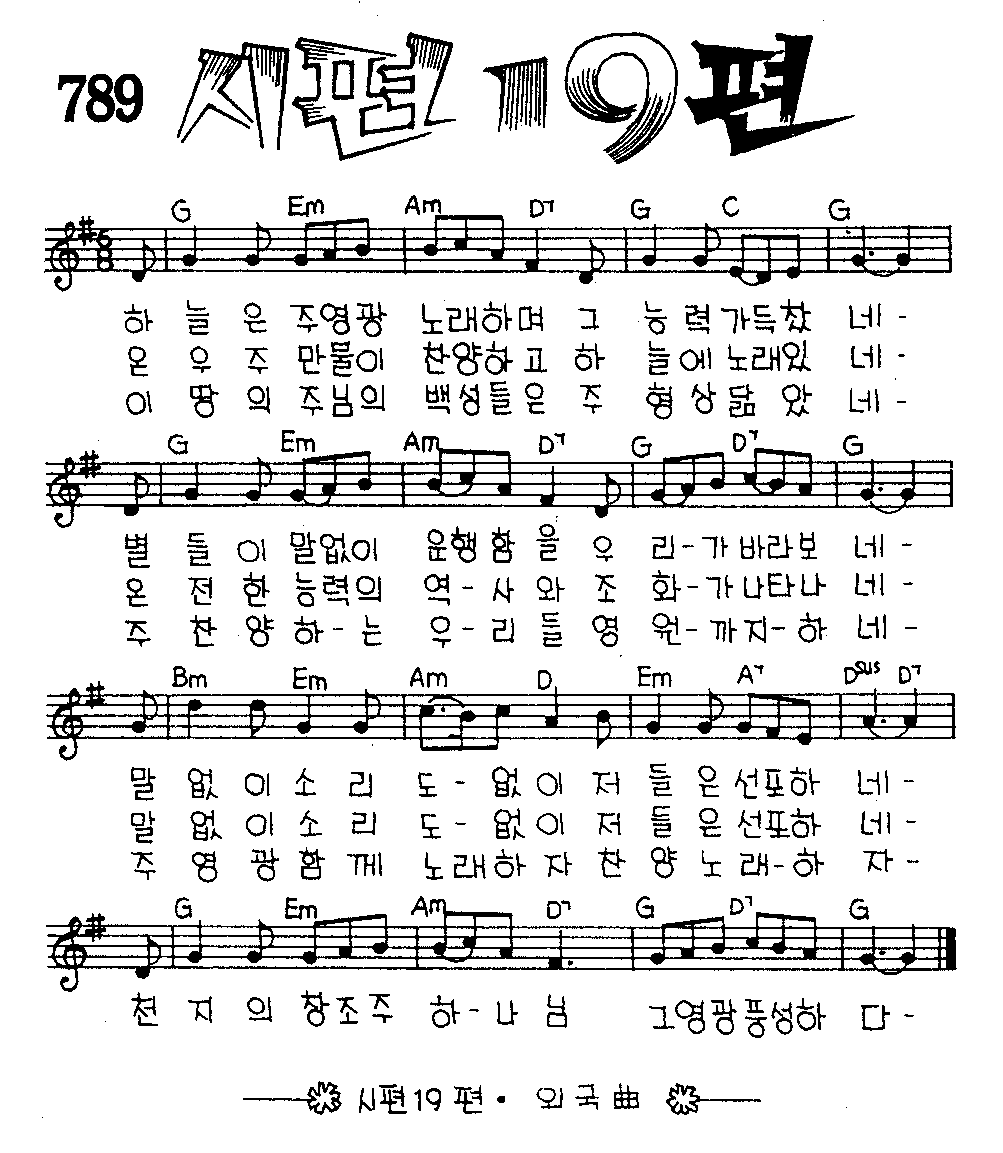 789 시편 19편
G Em Am D7 G C G
하 늘 은 주영광 노래하며 그 능 력 가득찼 네-
온 우 주 만물이 찬양하고 하 늘에 노래있 네-
이 땅 의 주님의 백성들은 주 형상 닮 았 네-
G Em Am D7 G D7 G
별 들 이 말없이 운행함을 우 리-가 바라보 네-
온 전 한 능력의 역-사 와 조 화-가 나타나 네-
주 찬 양 하-는 우-리 들 영 원-까지-하 네-
Bm Em Am D Em A7 Dsus D7
말 없 이 소 리 도-없이 저 들 은 선포하 네-
말 없 이 소 리 도-없이 저 들 은 선포하 네-
주 영 광 함 께 노래하 자 찬 양 노 래-하 자-
G Em Am D7 G D7 G
천 지 의 창조주 하-나 님 그영광풍성하 다-
시편19편· 외국曲